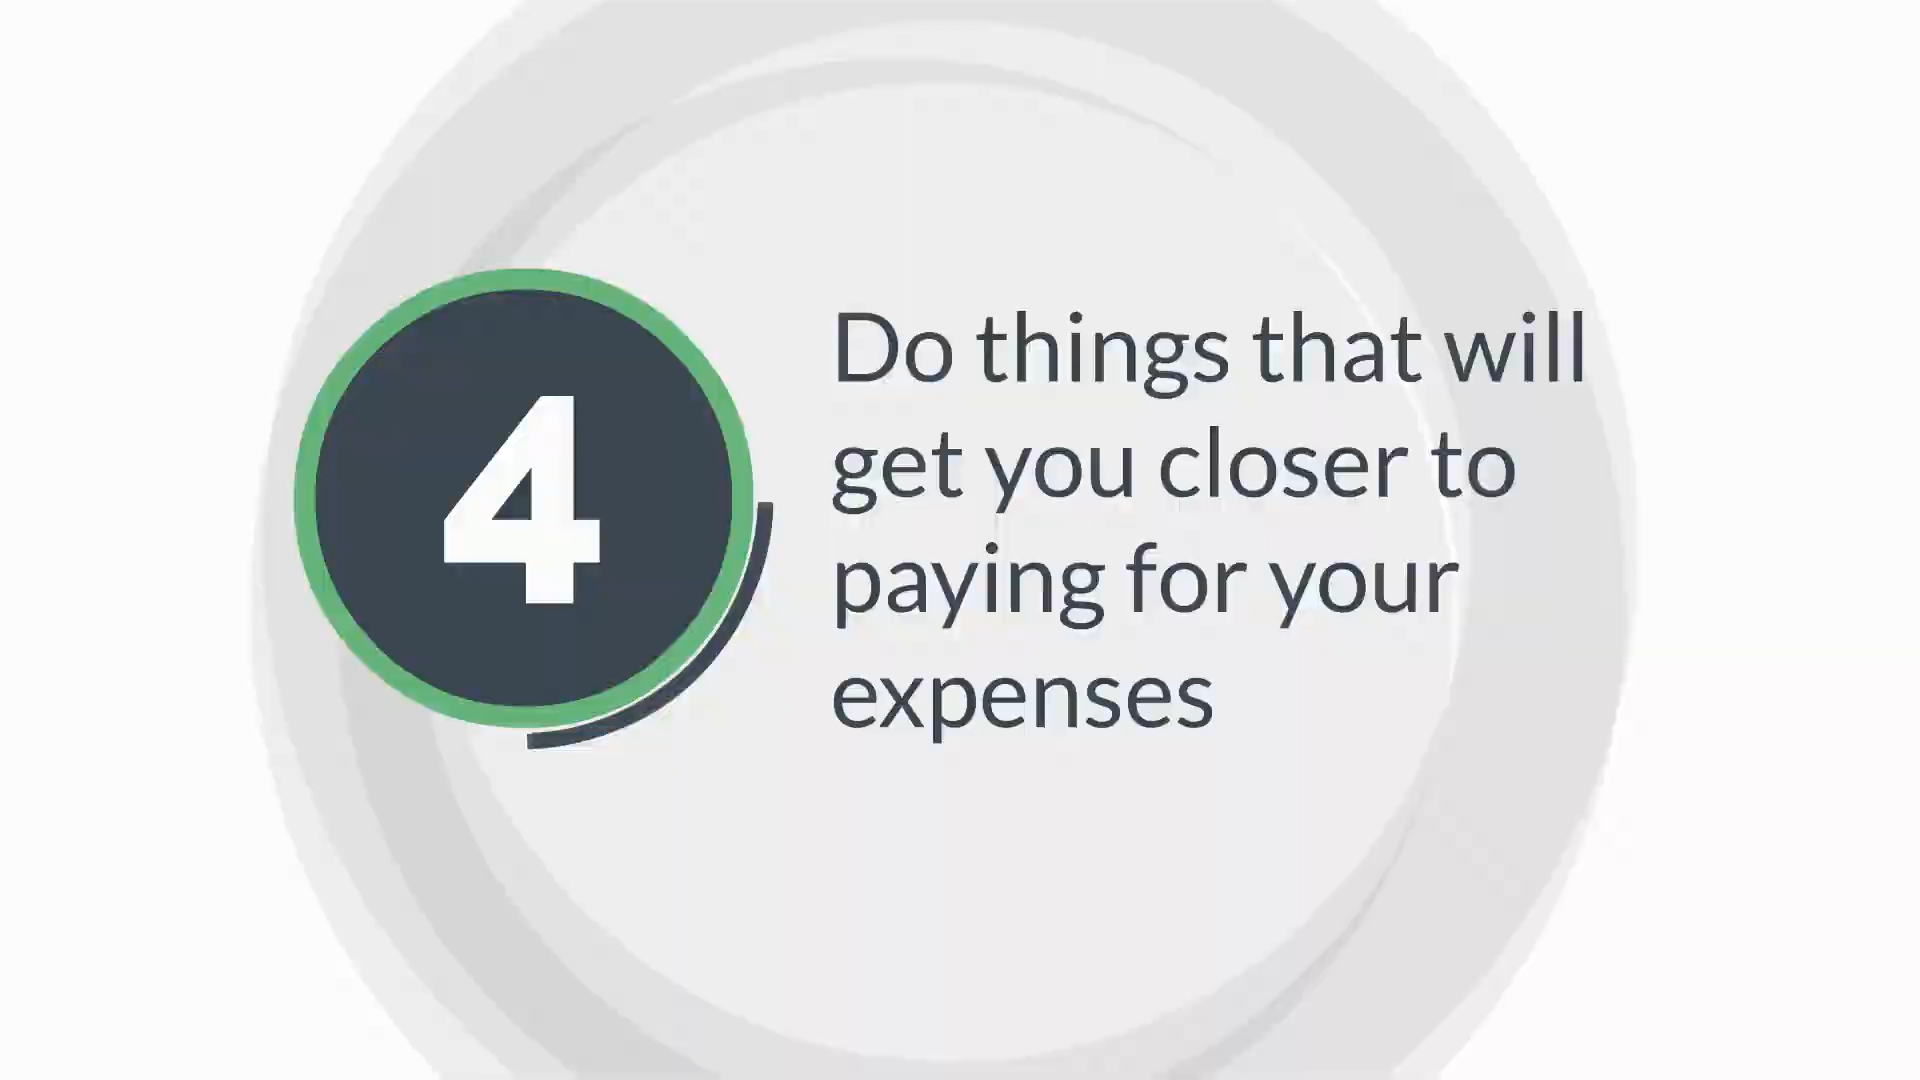 4
Do things that will
get you closer to
paying for your
expenses